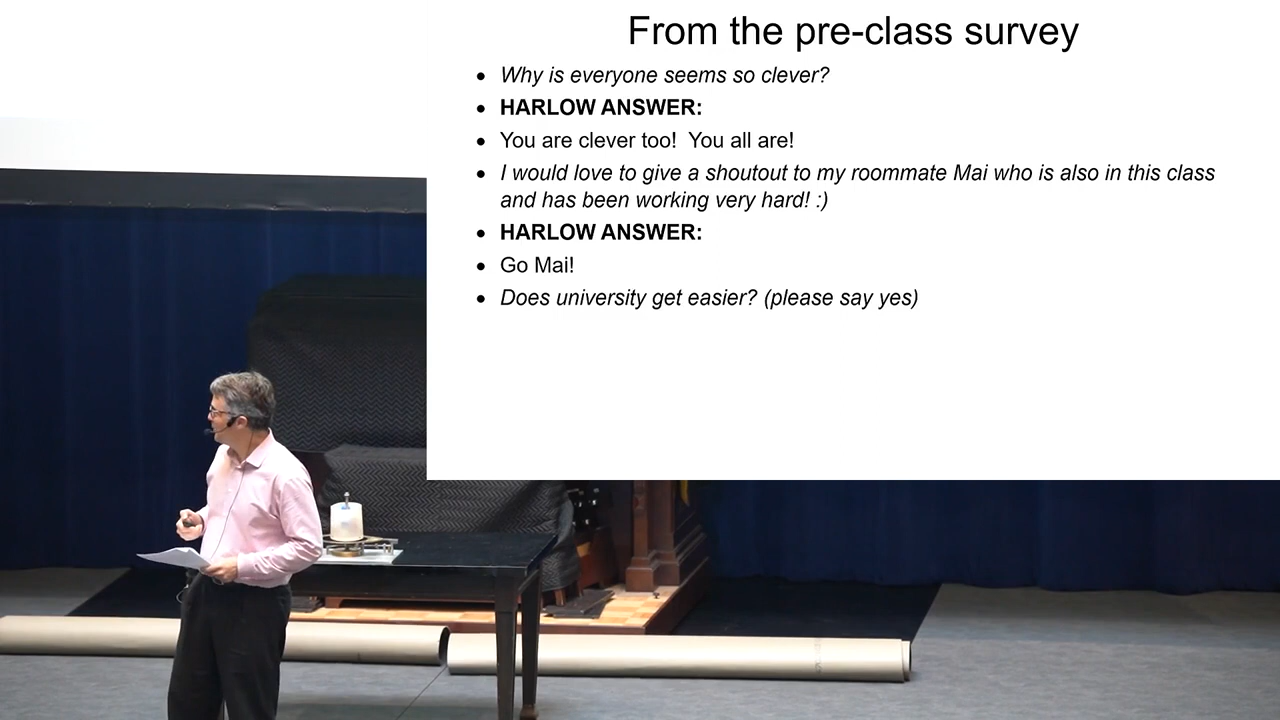 From the pre-class survey
• Why is everyone seems so clever?
• HARLOW ANSWER:
• You are clever too!  You all are!
• I would love to give a shoutout to my roommate Mai who is also in this class
and has been working very hard! :)
• HARLOW ANSWER:
• Go Mai!
• Does university get easier? (please say yes)